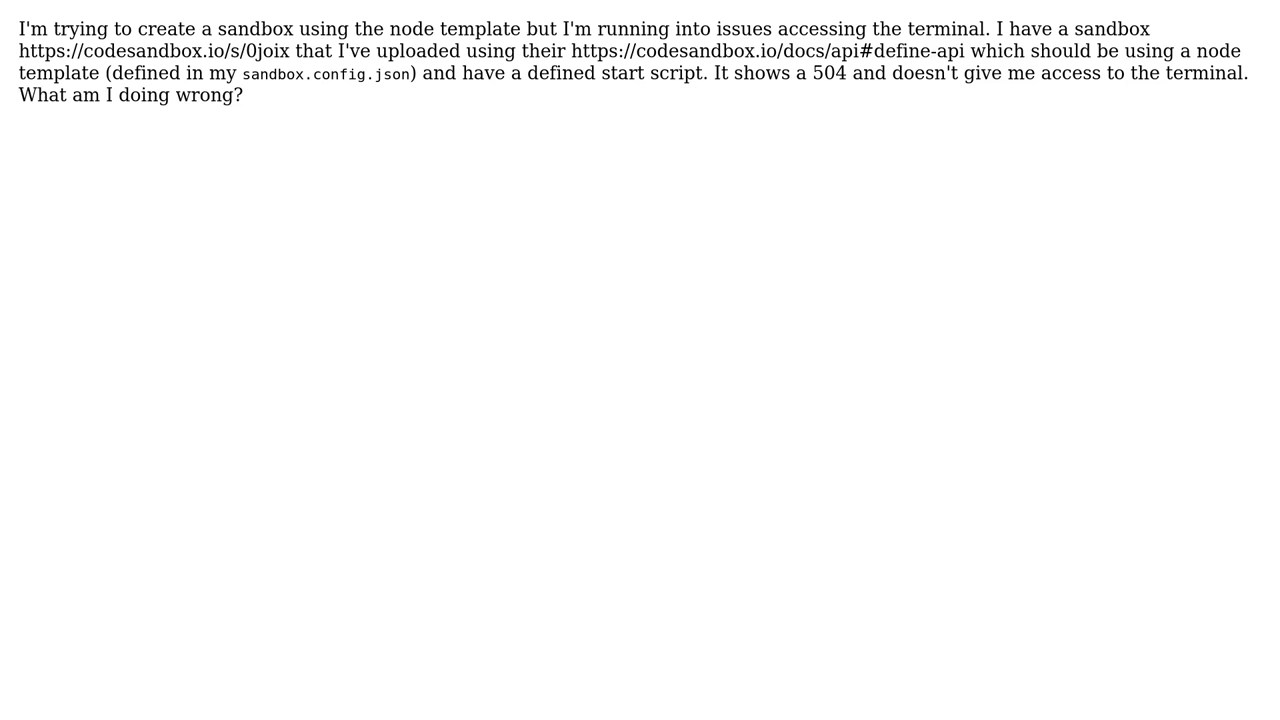 I'm trying to create a sandbox using the node template but I'm running into issues accessing the terminal. I have a sandbox
https://codesandbox.io/s/0joix that I've uploaded using their https://codesandbox.io/docs/api#define-api which should be using a node
template (defined in my sandbox.config.json) and have a defined start script. It shows a 504 and doesn't give me access to the terminal.
What am I doing wrong?